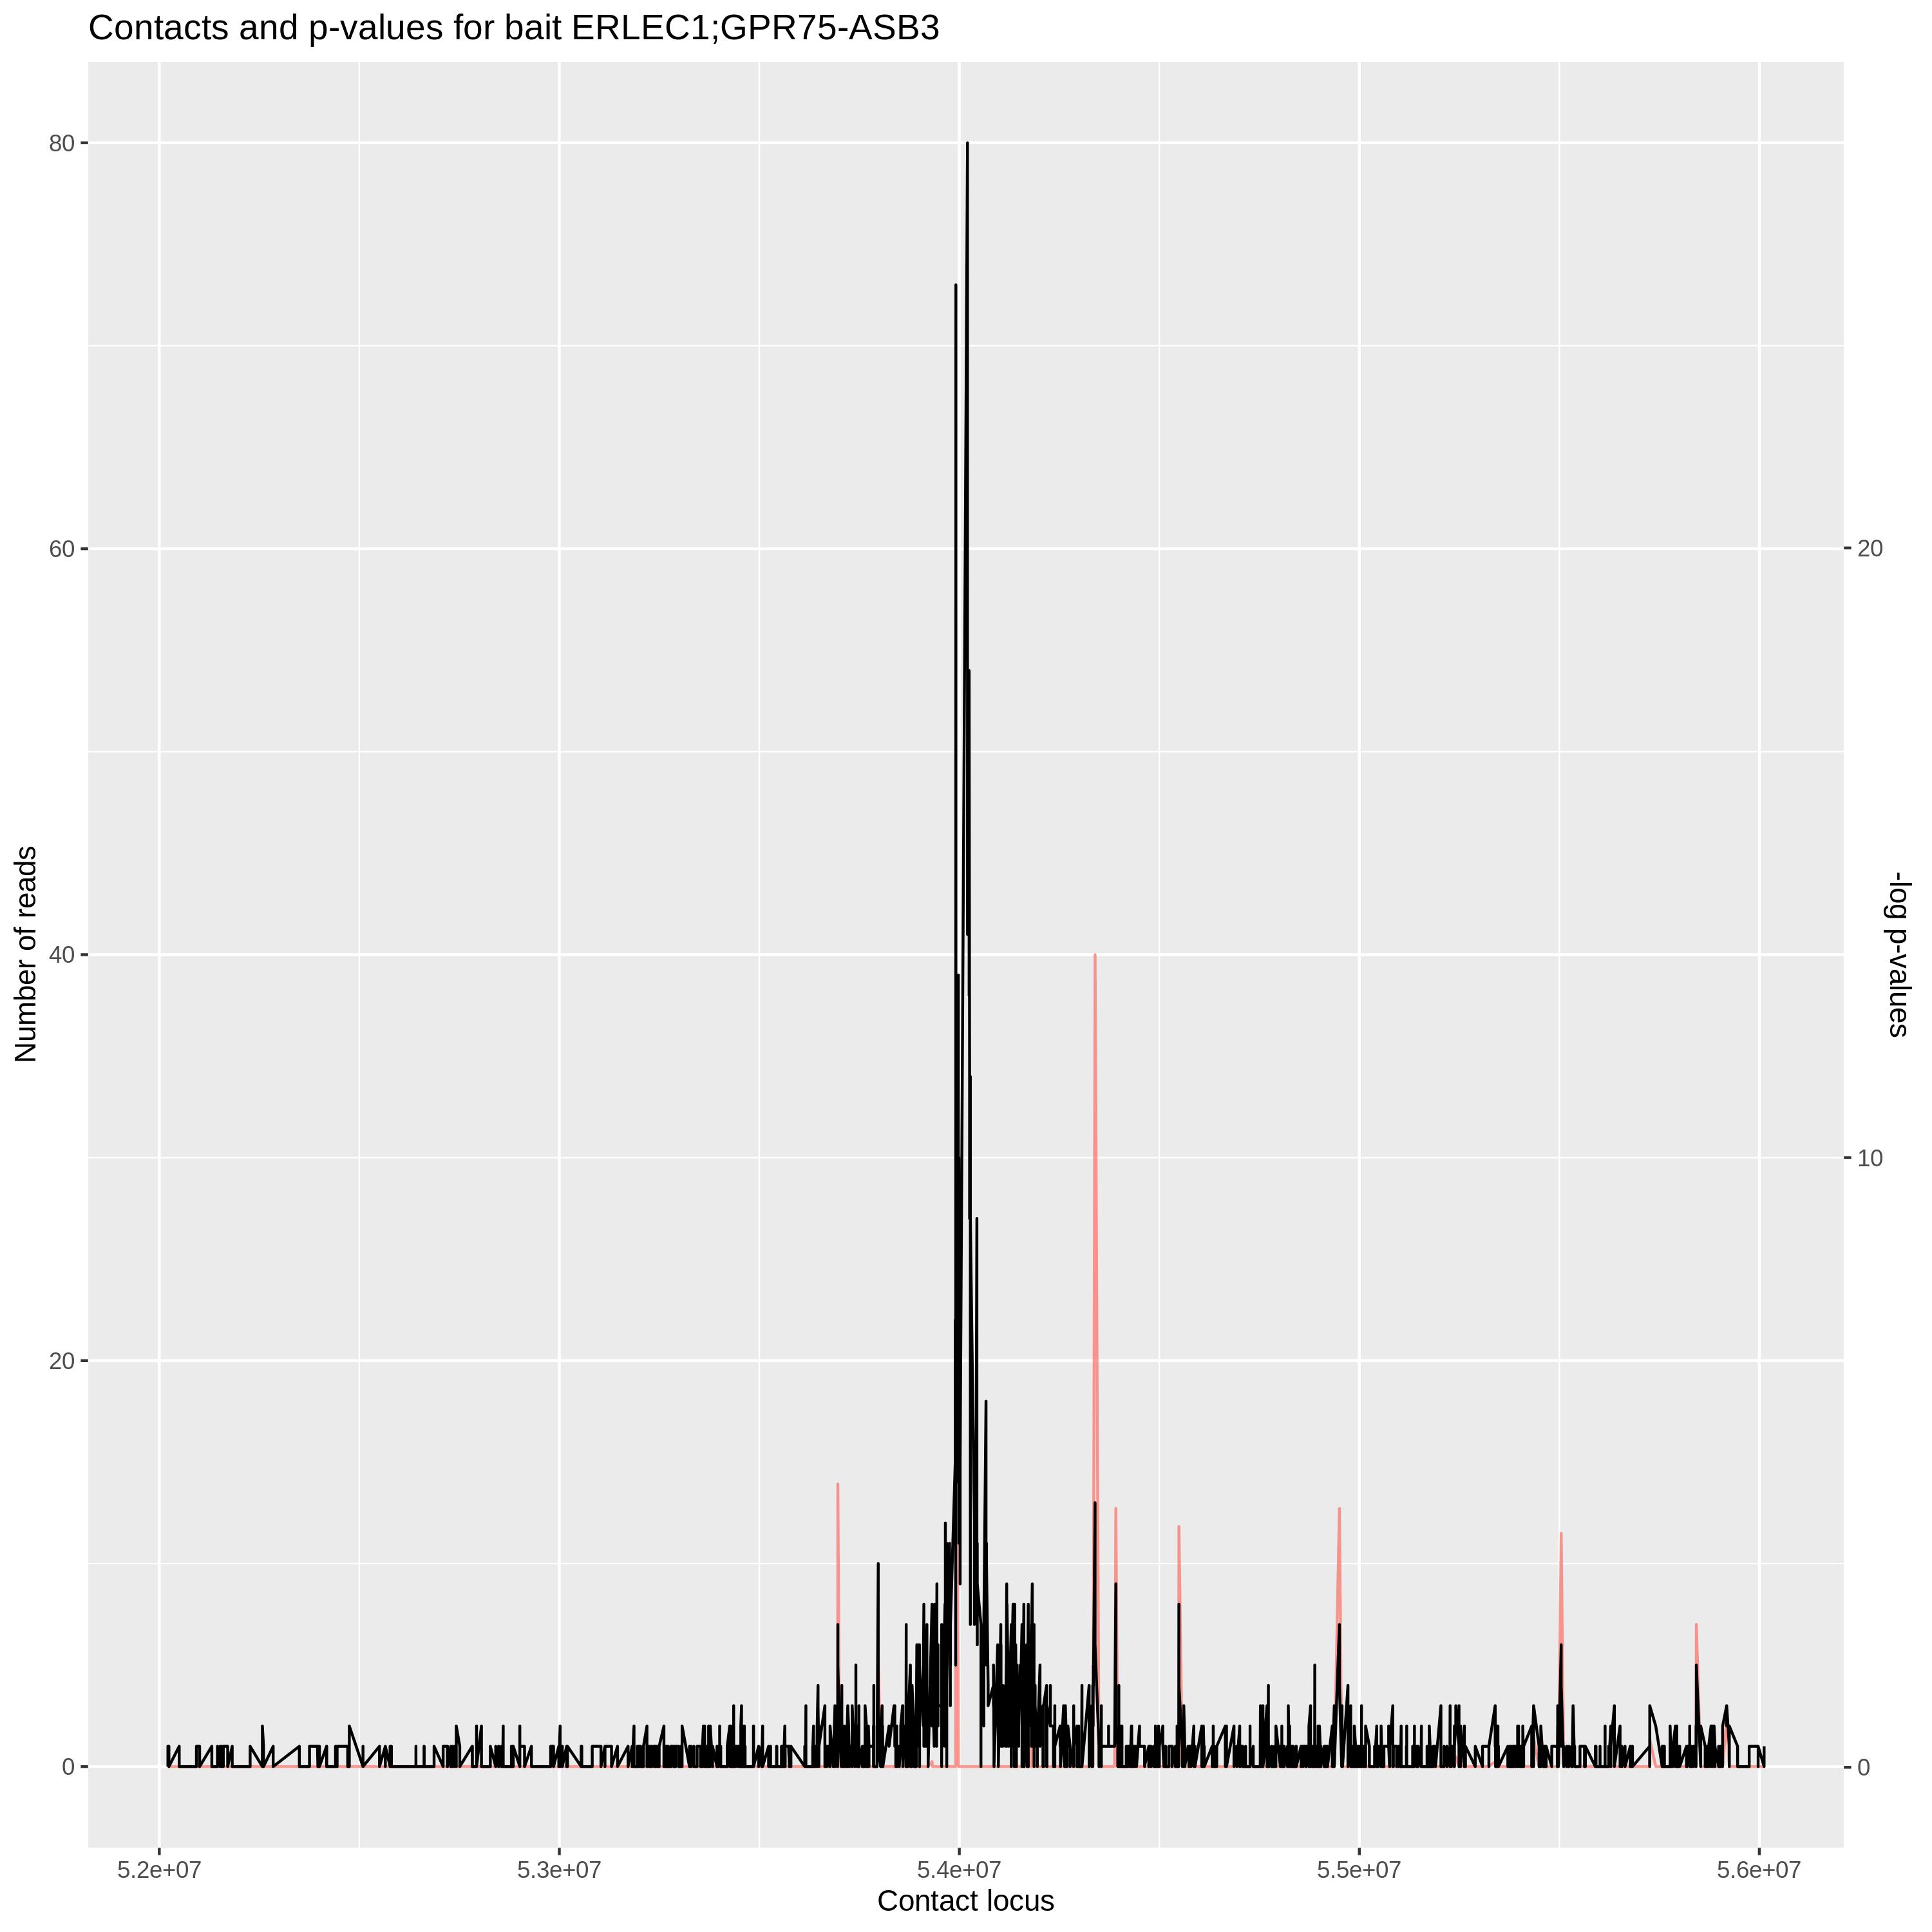 Contacts and p-values for bait ERLEC1;GPR75-ASB3
80
60
40
20
0
Number of reads
20
10
0
-log p-values
5.2e+07 5.3e+07 5.4e+07 5.5e+07 5.6e+07
Contact locus